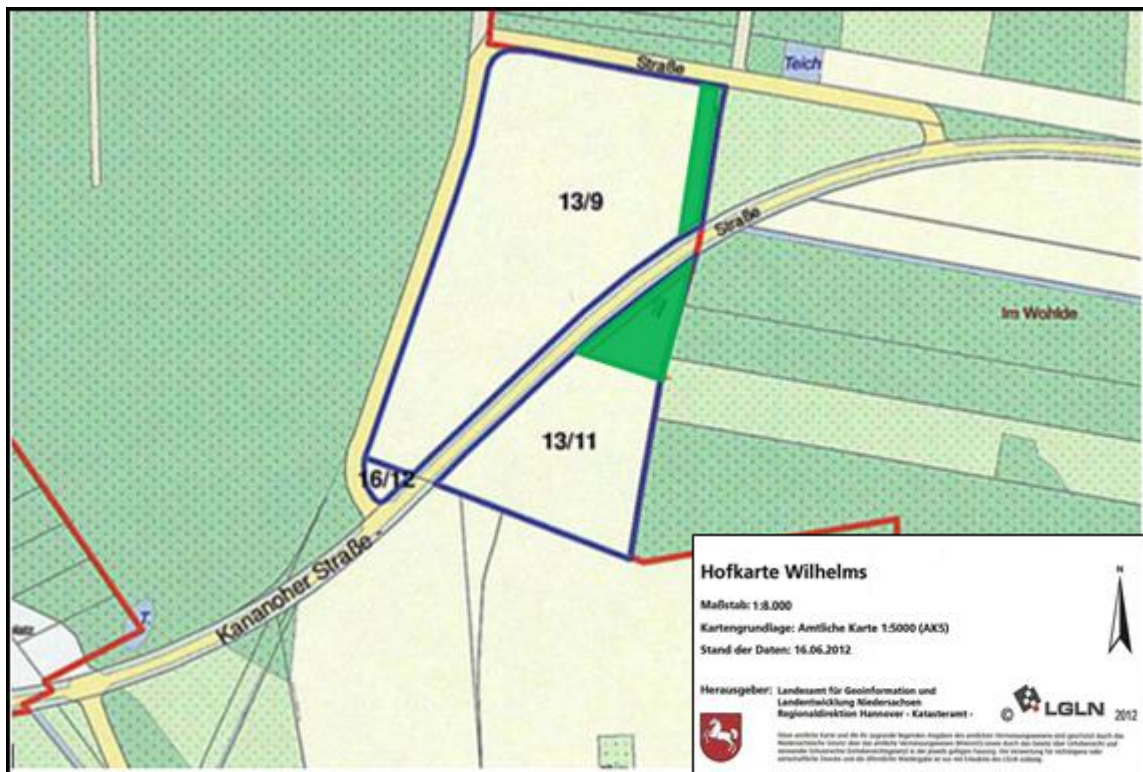 Straße
Teich
13/9
Straße
Im Wohlde
13/11
16/12
Kananoher Straße -
T.
platz
Hofkarte Wilhelms
N
Maßstab: 1:8.000
Kartengrundlage: Amtliche Karte 1:5000 (AK5)
Stand der Daten: 16.06.2012
Herausgeber: Landesamt für Geoinformation und
Landentwicklung Niedersachsen
Regionaldirektion Hannover - Katasteramt -
© LGLN 2012